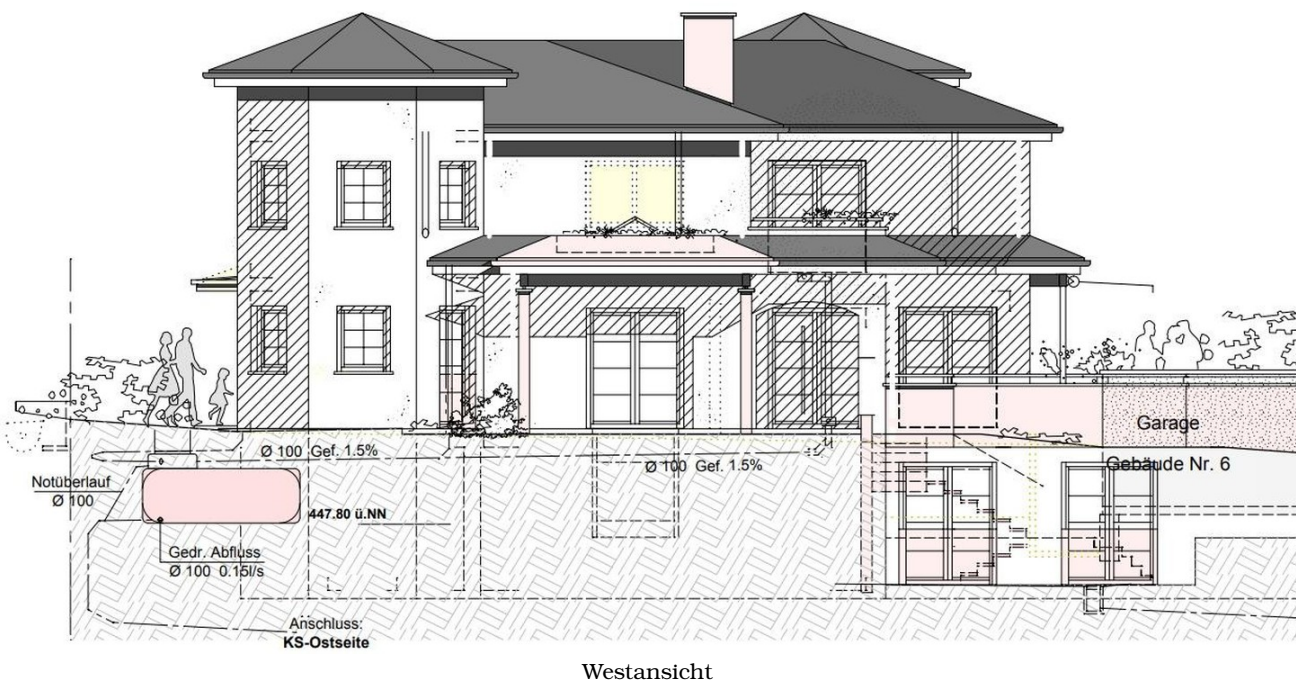 Garage
Ø 100 Gef. 1.5%
Ø 100 Gef. 1.5%
Gebäude Nr. 6
Notüberlauf
Ø 100
447.80 ü.NN
Gedr. Abfluss
Ø 100 0.15l/s
Anschluss:
KS-Ostseite
Westansicht